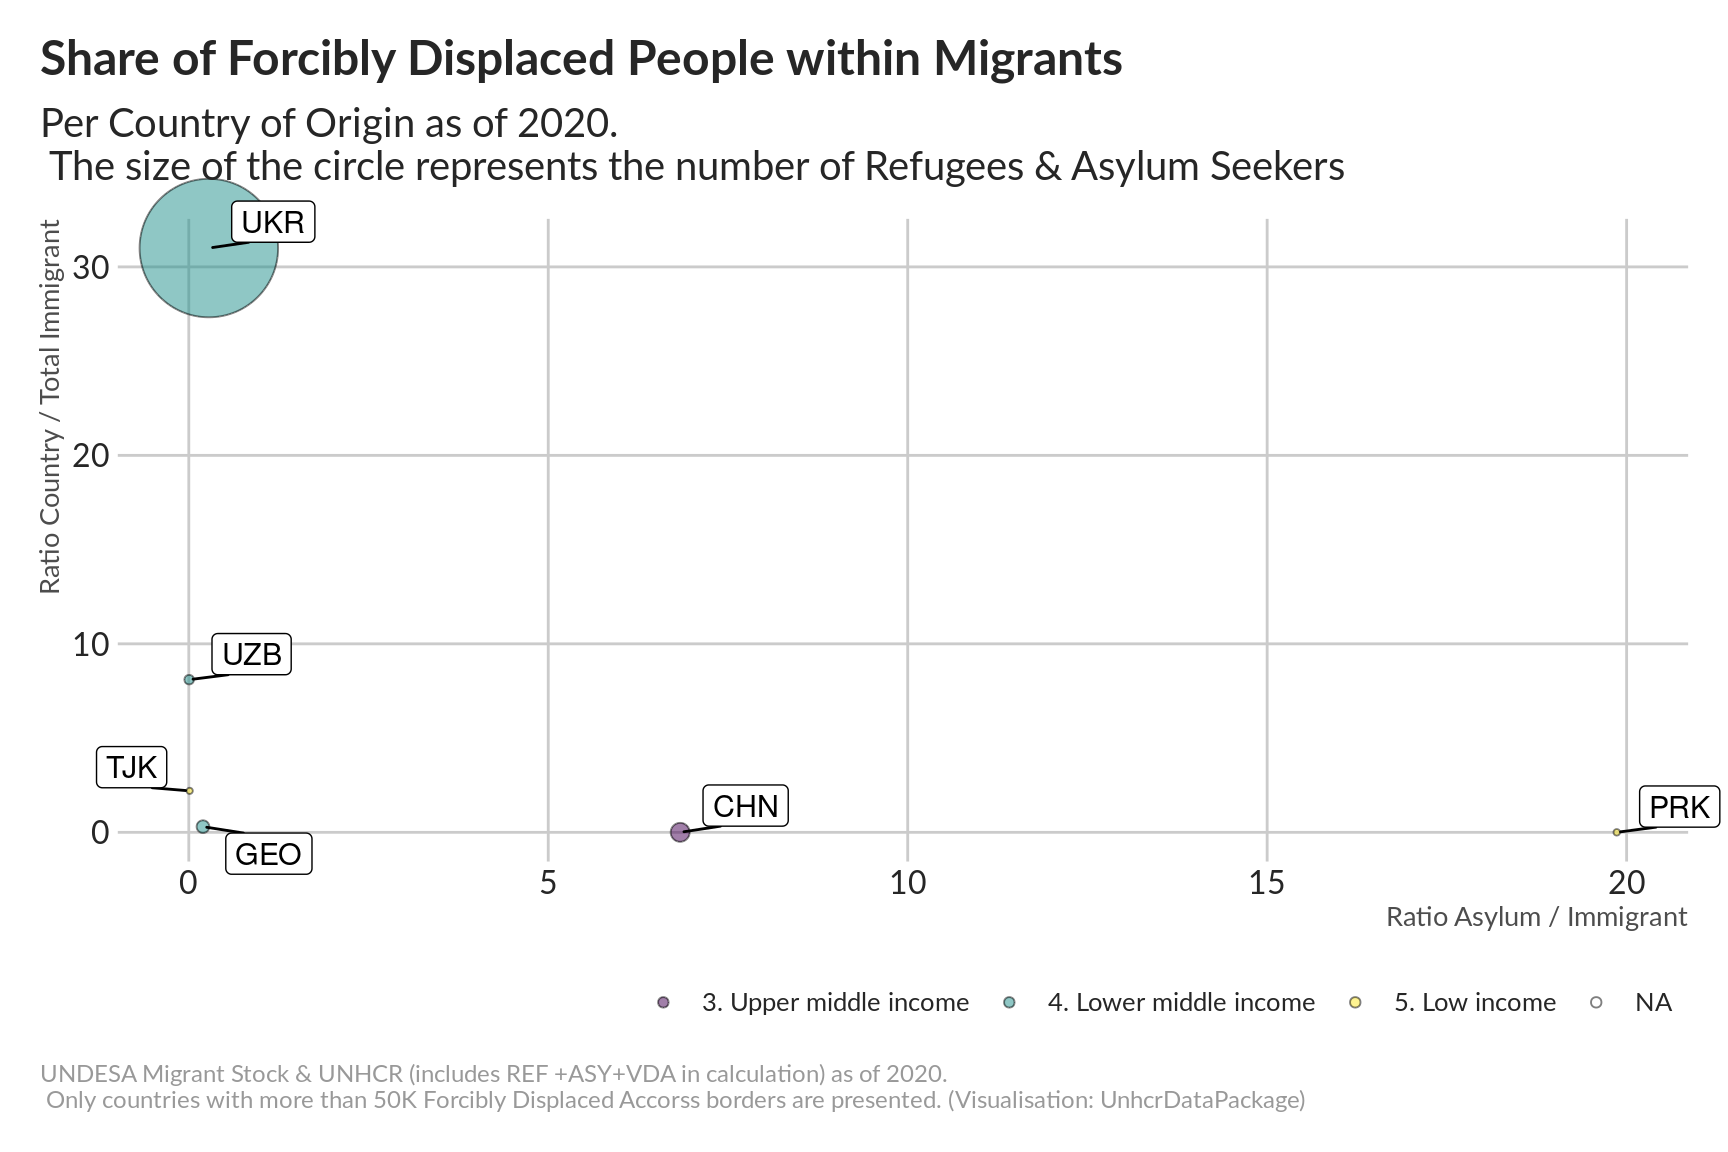 Share of Forcibly Displaced People within Migrants
Per Country of Origin as of 2020.
The size of the circle represents the number of Refugees & Asylum Seekers
Ratio Country / Total Immigrant
30
20
10
0
UKR
UZB
TJK
GEO
CHN
PRK
0 5 10 15 20
Ratio Asylum / Immigrant
3. Upper middle income 4. Lower middle income 5. Low income NA
UNDESA Migrant Stock & UNHCR (includes REF +ASY+VDA in calculation) as of 2020.
Only countries with more than 50K Forcibly Displaced Accorss borders are presented. (Visualisation: UnhcrDataPackage)